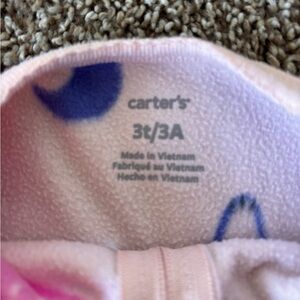 carter's®
3t/3A
Made in Vietnam
Fabriqué au Vietnam
Hecho en Vietnam